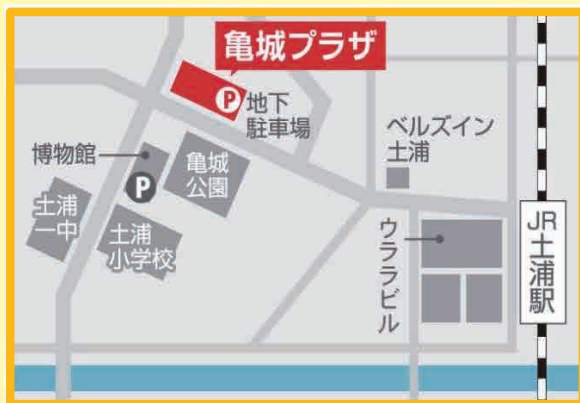 亀城プラザ
P
地下
駐車場
博物館
P
亀城
公園
ベルズイン
土浦
土浦
一中
土浦
小学校
ウララビル
JR土浦駅